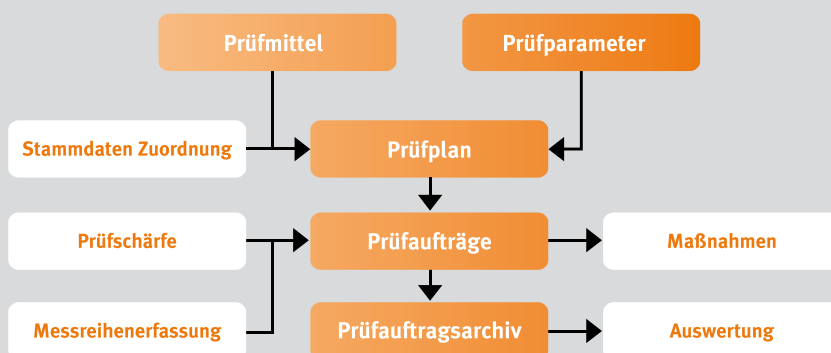 Prüfmittel
Prüfparameter
Stammdaten Zuordnung
Prüfplan
Prüfschärfe
Prüfaufträge
Maßnahmen
Messreihenerfassung
Prüfauftragsarchiv
Auswertung